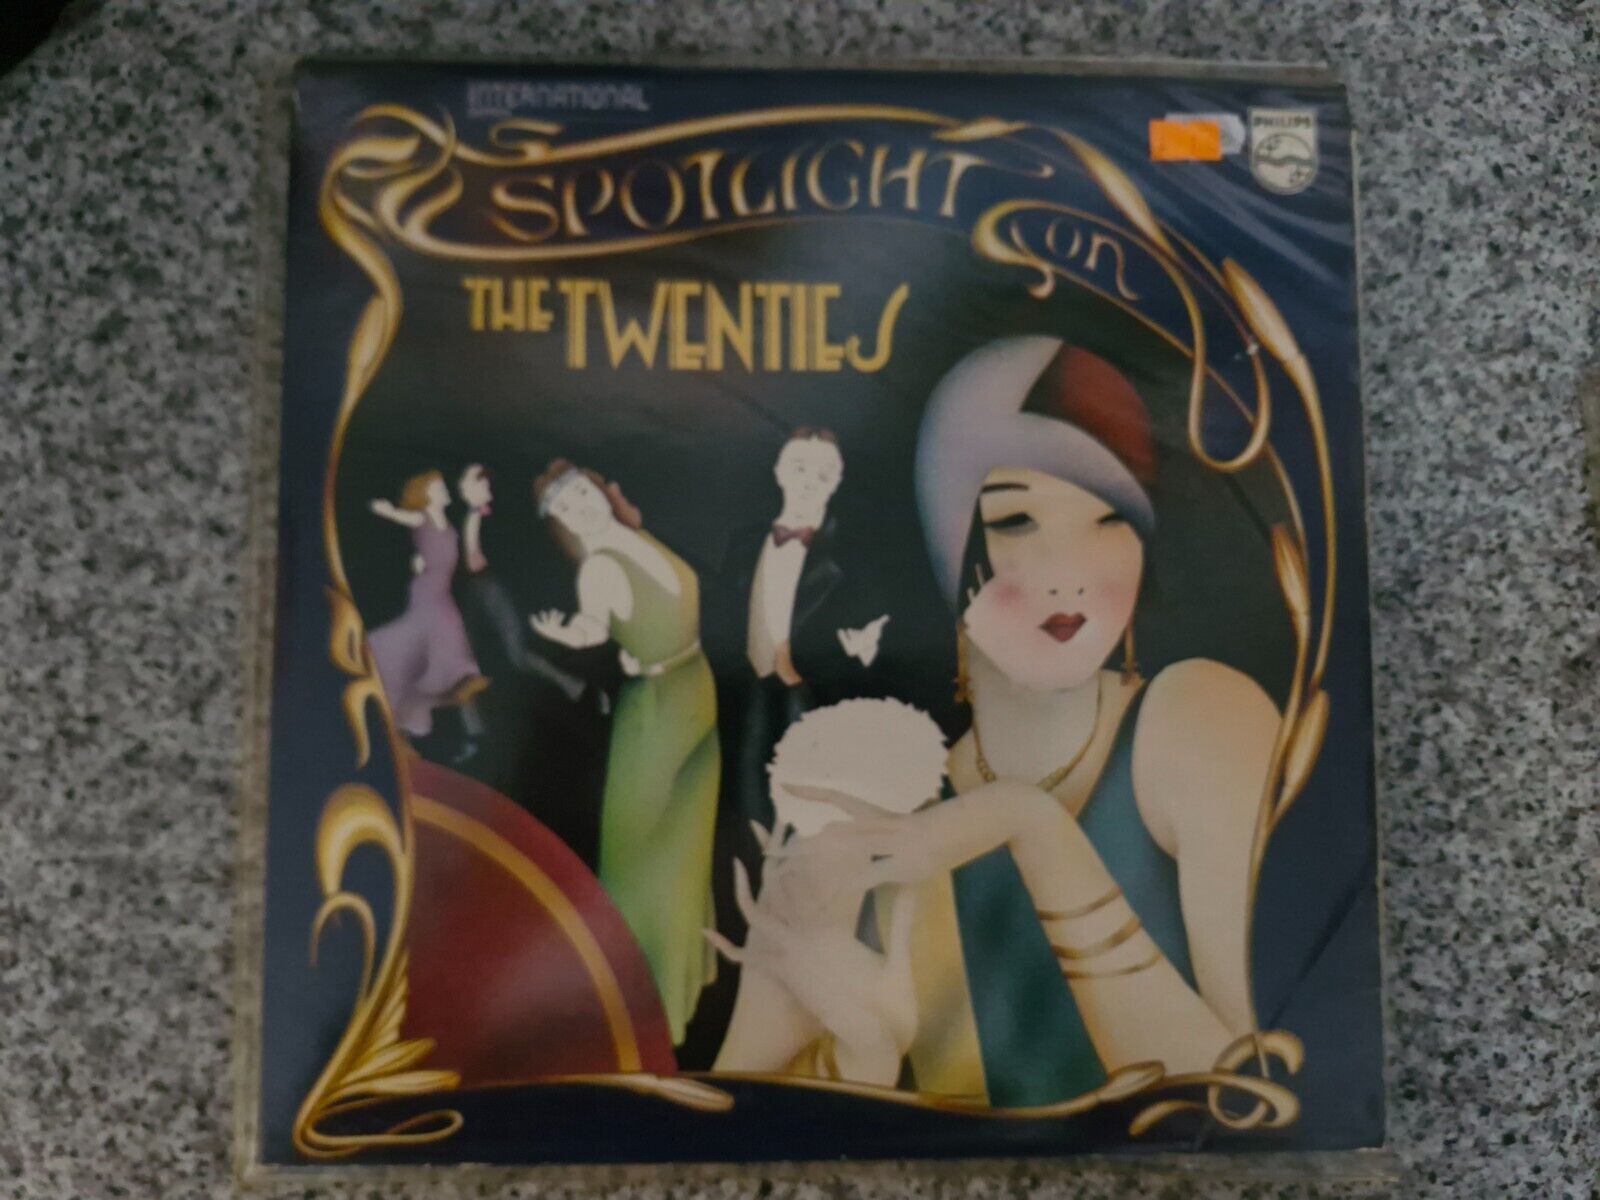 INTERNATIONAL
PHILIPS
SPOTLIGHT
on
THE TWENTIES